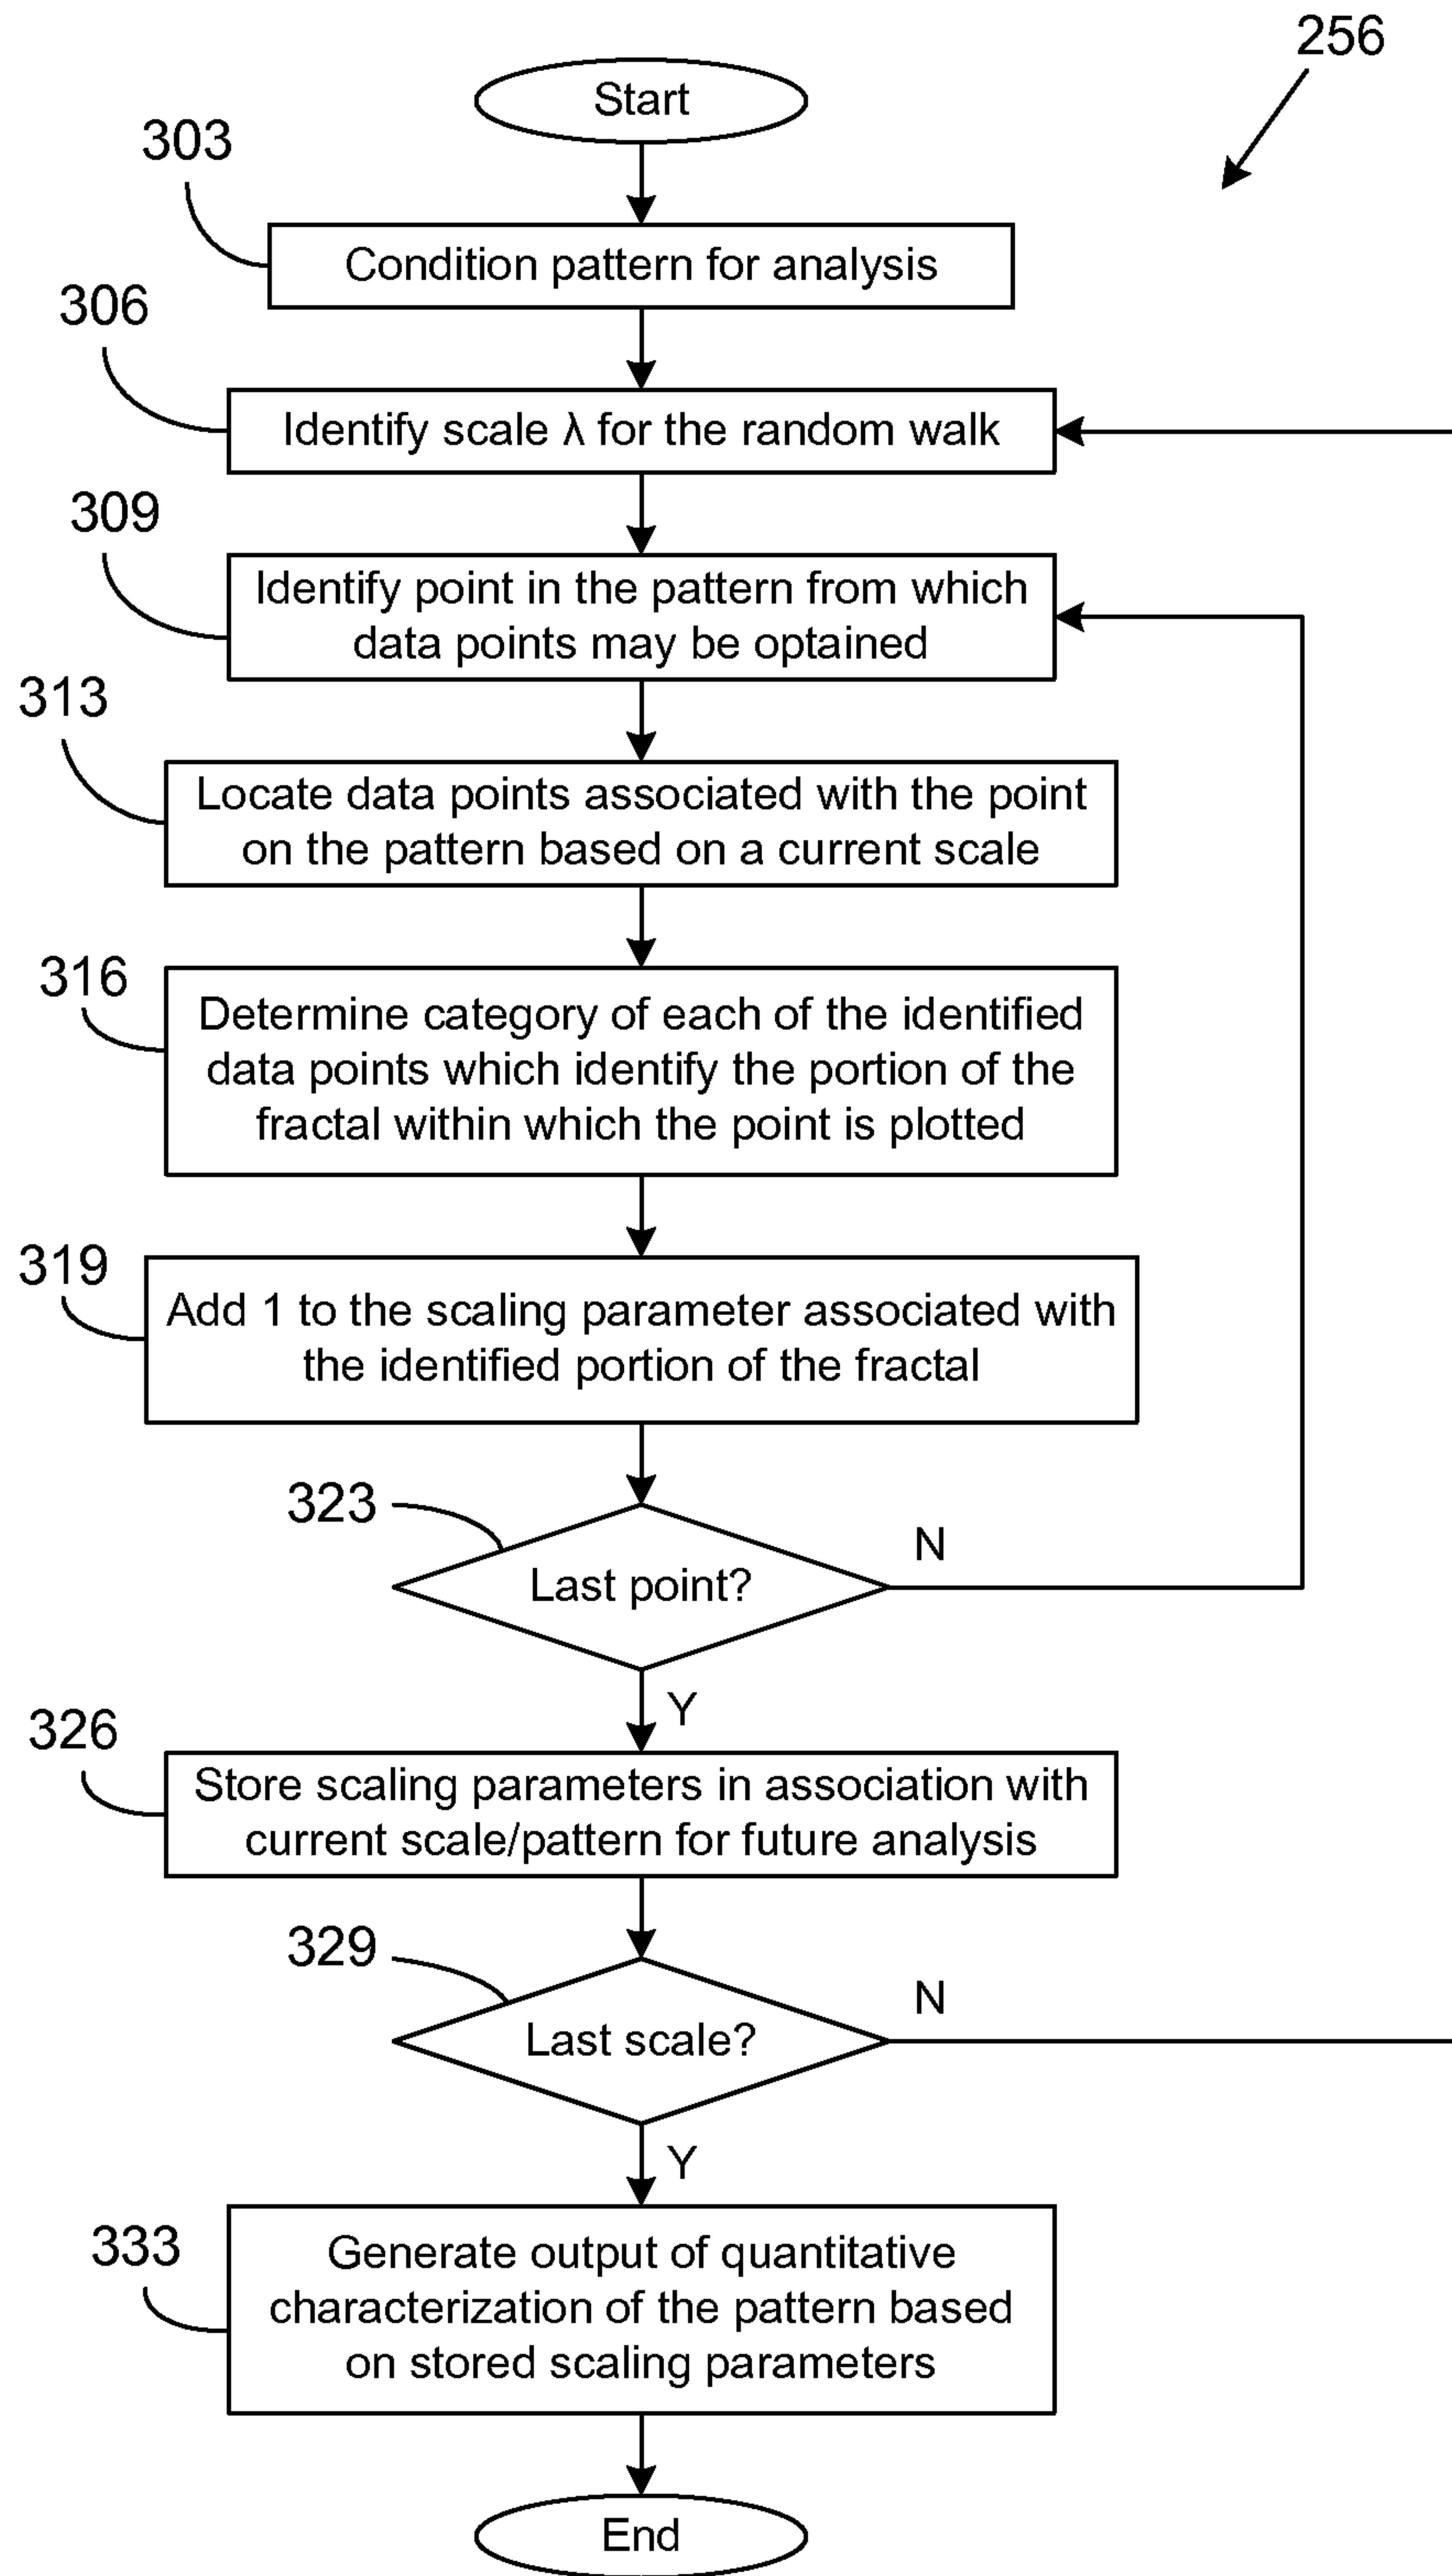 256
Start
303
Condition pattern for analysis
306
Identify scale λ for the random walk
309
Identify point in the pattern from which
data points may be optained
313
Locate data points associated with the point
on the pattern based on a current scale
316
Determine category of each of the identified
data points which identify the portion of the
fractal within which the point is plotted
319
Add 1 to the scaling parameter associated with
the identified portion of the fractal
323
N
Last point?
Y
326
Store scaling parameters in association with
current scale/pattern for future analysis
329
N
Last scale?
Y
333
Generate output of quantitative
characterization of the pattern based
on stored scaling parameters
End